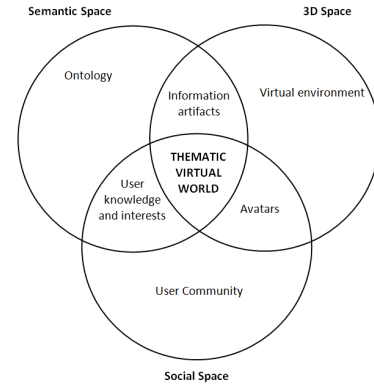 Semantic Space
3D Space
Ontology
Information
artifacts
Virtual environment
THEMATIC
VIRTUAL
WORLD
User
knowledge
and interests
Avatars
User Community
Social Space